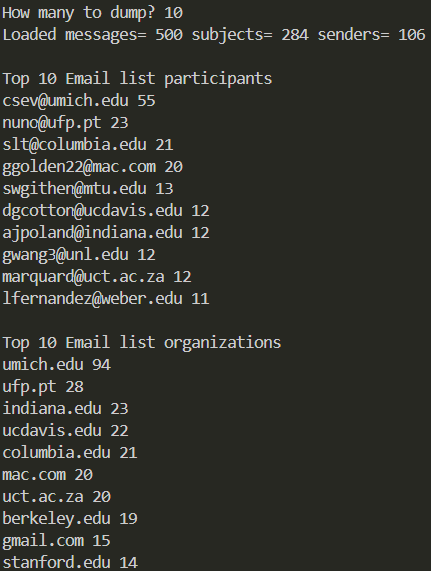 How many to dump? 10
Loaded messages= 500 subjects= 284 senders= 106
Top 10 Email list participants
csev@umich.edu 55
nuno@ufp.pt 23
slt@columbia.edu 21
ggolden22@mac.com 20
swgithen@mtu.edu 13
dgcotton@ucdavis.edu 12
ajpoland@indiana.edu 12
gwang3@unl.edu 12
marquard@uct.ac.za 12
lfernandez@weber.edu 11
Top 10 Email list organizations
umich.edu 94
ufp.pt 28
indiana.edu 23
ucdavis.edu 22
columbia.edu 21
mac.com 20
uct.ac.za 20
berkeley.edu 19
gmail.com 15
stanford.edu 14